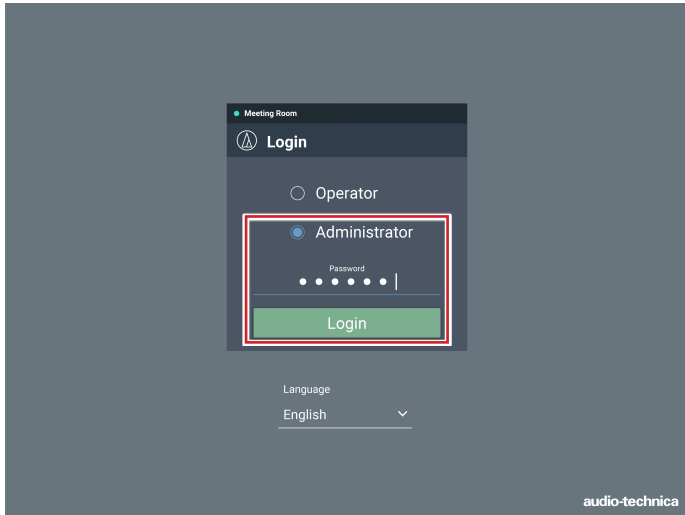 Meeting Room
Login
Operator
Administrator
Password
Login
Language
English
audio-technica